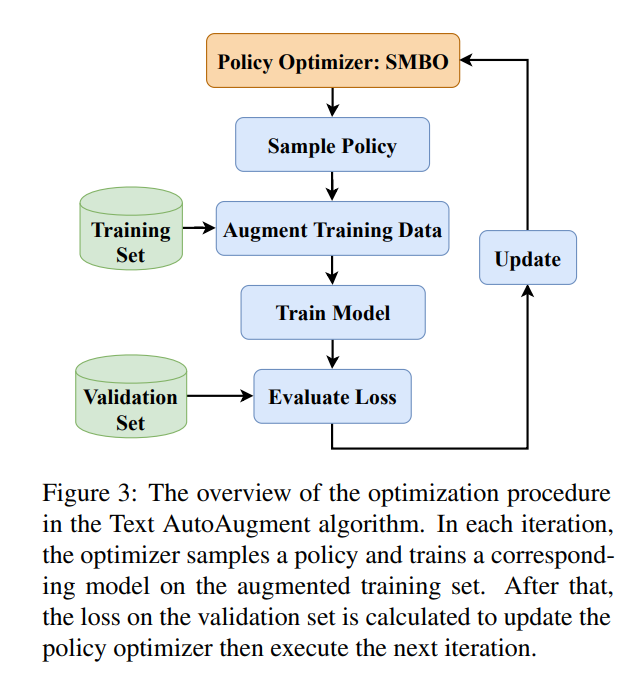 Policy Optimizer: SMBO
Sample Policy
Training
Set
Augment Training Data
Update
Train Model
Validation
Set
Evaluate Loss
Figure 3: The overview of the optimization procedure
in the Text AutoAugment algorithm. In each iteration,
the optimizer samples a policy and trains a correspond-
ing model on the augmented training set. After that,
the loss on the validation set is calculated to update the
policy optimizer then execute the next iteration.